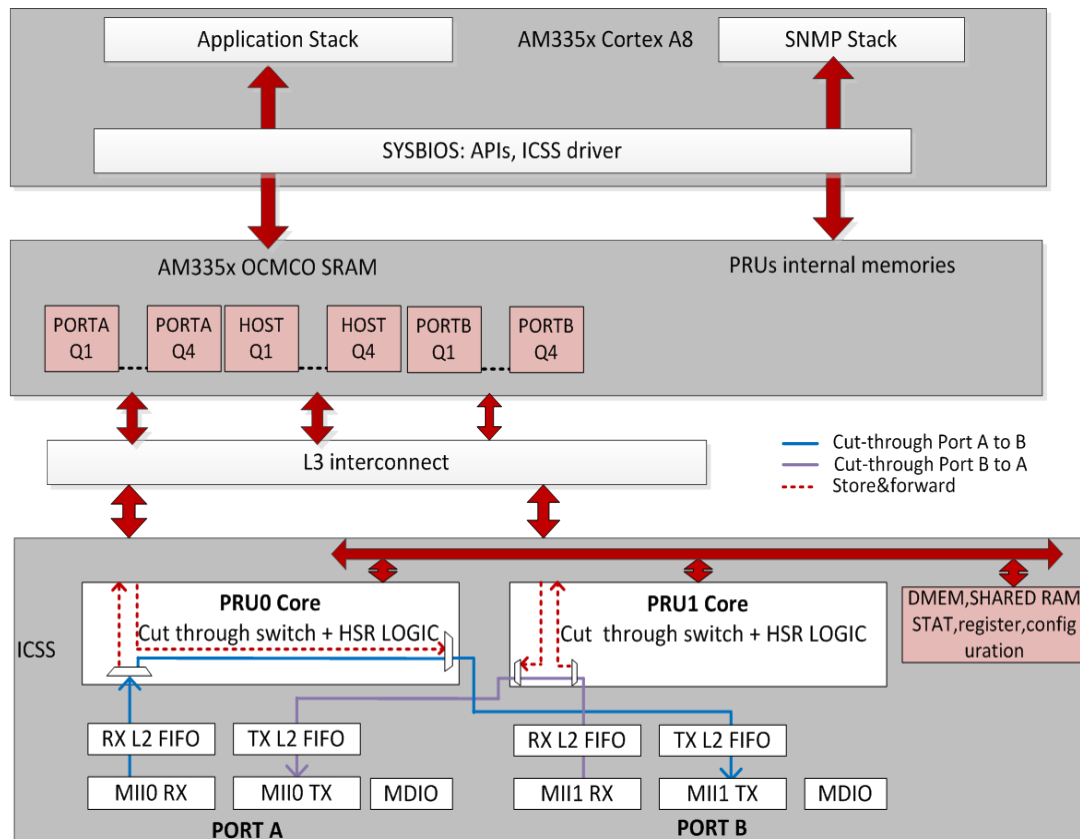 Application Stack
AM335x Cortex A8
SNMP Stack
SYSBIOS: APIs, ICSS driver
AM335x OCMCO SRAM
PRUs internal memories
PORTA
Q1
PORTA
Q4
HOST
Q1
HOST
Q4
PORTB
Q1
PORTB
Q4
L3 interconnect
Cut-through Port A to B
Cut-through Port B to A
Store&forward
ICSS
PRU0 Core
Cut through switch + HSR LOGIC
PRU1 Core
Cut through switch + HSR LOGIC
DMEM,SHARED RAM
STAT,register,config
uration
RX L2 FIFO
TX L2 FIFO
RX L2 FIFO
TX L2 FIFO
MII0 RX
MII0 TX
MDIO
MII1 RX
MII1 TX
MDIO
PORT A
PORT B